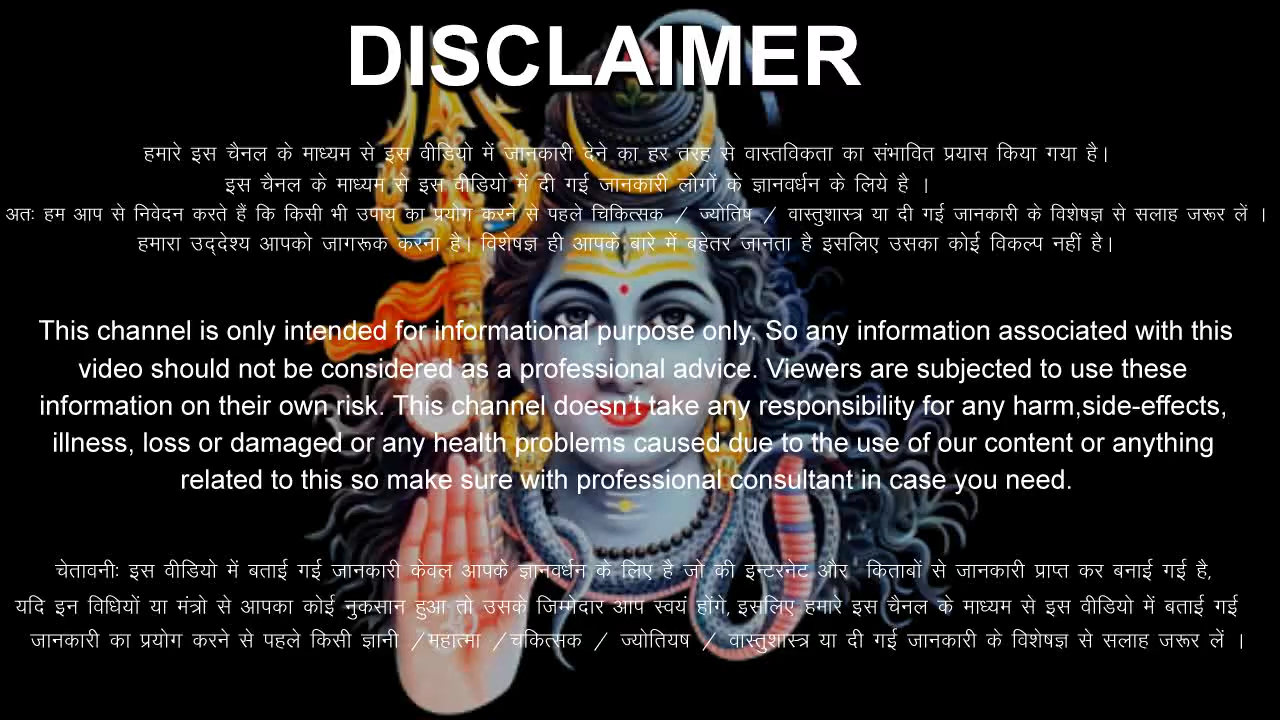 DISCLAIMER
हमारे इस चैनल के माध्यम से इस वीडियो में जानकारी देने का हर तरह से वास्तविकता का संभावित प्रयास किया गया है।
इस चैनल के माध्यम से इस वीडियो में दी गई जानकारी लोगों के ज्ञानवर्धन के लिये है ।
अतः हम आप से निवेदन करते हैं कि किसी भी उपाय का प्रयोग करने से पहले चिकित्सक / ज्योतिष / वास्तुशास्त्र या दी गई जानकारी के विशेषज्ञ से सलाह जरूर लें ।
हमारा उद्देश्य आपको जागरूक करना है। विशेषज्ञ ही आपके बारे में बहेतर जानता है इसलिए उसका कोई विकल्प नहीं है।
This channel is only intended for informational purpose only. So any information associated with this
video should not be considered as a professional advice. Viewers are subjected to use these
information on their own risk. This channel doesn't take any responsibility for any harm,side-effects,
illness, loss or damaged or any health problems caused due to the use of our content or anything
related to this so make sure with professional consultant in case you need.
चेतावनीः इस वीडियो में बताई गई जानकारी केवल आपके ज्ञानवर्धन के लिए है जो की इन्टरनेट और किताबों से जानकारी प्राप्त कर बनाई गई है,
यदि इन विधियों या मंत्रो से आपका कोई नुकसान हुआ तो उसके जिम्मेदार आप स्वयं होंगे, इसलिए हमारे इस चैनल के माध्यम से इस वीडियो में बताई गई
जानकारी का प्रयोग करने से पहले किसी ज्ञानी /महात्मा /चकित्सक / ज्योतियष / वास्तुशास्त्र या दी गई जानकारी के विशेषज्ञ से सलाह जरूर लें ।